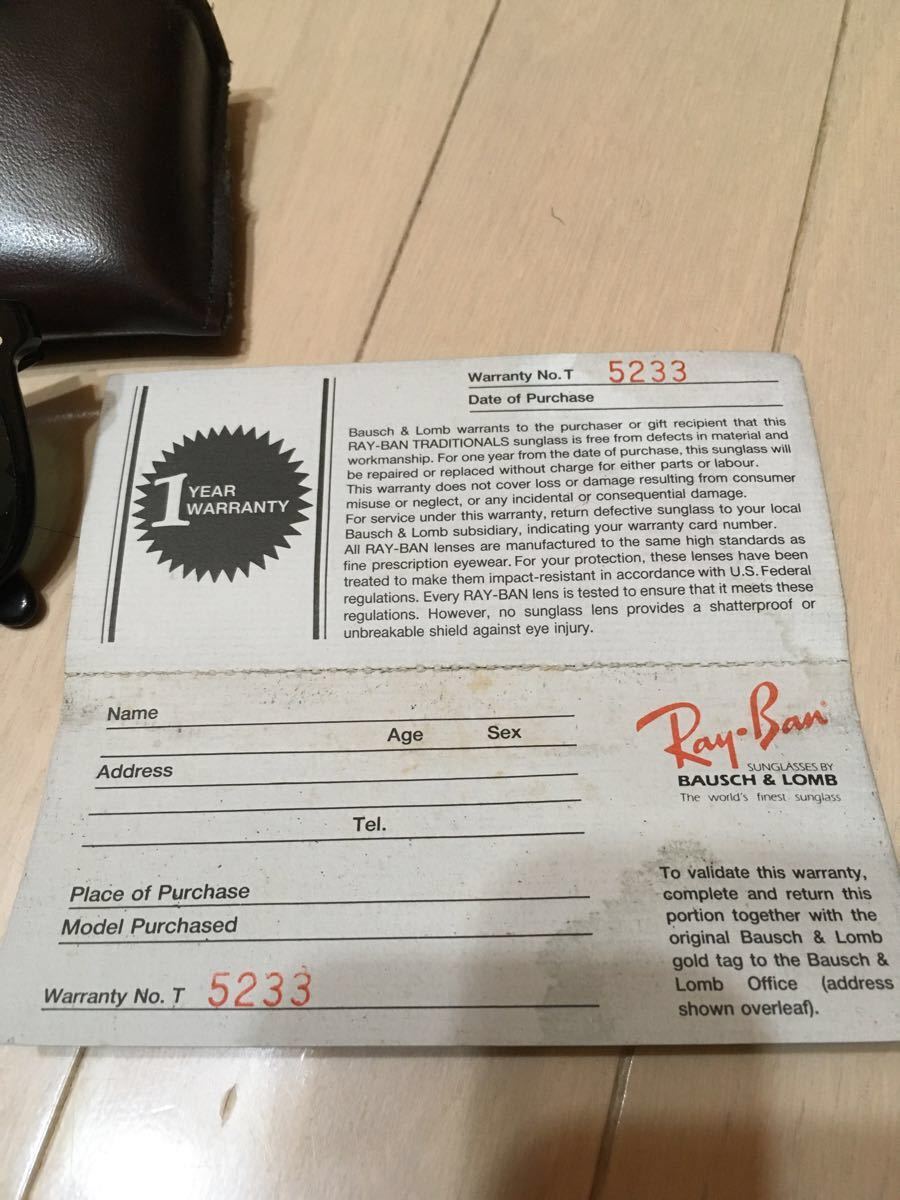 Warranty No. T 5233
Date of Purchase
1 YEAR
WARRANTY
Bausch & Lomb warrants to the purchaser or gift recipient that this
RAY-BAN TRADITIONALS sunglass is free from defects in material and
workmanship. For one year from the date of purchase, this sunglass will
be repaired or replaced without charge for either parts or labour.
This warranty does not cover loss or damage resulting from consumer
misuse or neglect, or any incidental or consequential damage.
For service under this warranty, return defective sunglass to your local
Bausch & Lomb subsidiary, indicating your warranty card number.
All RAY-BAN lenses are manufactured to the same high standards as
fine prescription eyewear. For your protection, these lenses have been
treated to make them impact-resistant in accordance with U.S. Federal
regulations. Every RAY-BAN lens is tested to ensure that it meets these
regulations. However, no sunglass lens provides a shatterproof or
unbreakable shield against eye injury.
Name
Age Sex
Address
Tel.
Place of Purchase
Model Purchased
Warranty No. T 5233
Ray-Ban®
SUNGLASSES BY
BAUSCH & LOMB
The world's finest sunglass
To validate this warranty,
complete and return this
portion together with the
original Bausch & Lomb
gold tag to the Bausch &
Lomb Office (address
shown overleaf).